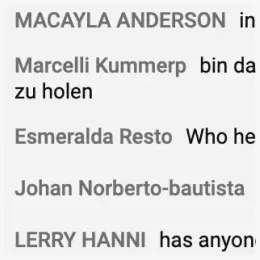 MACAYLA ANDERSON in
Marcelli Kummerp bin da
zu holen
Esmeralda Resto Who he
Johan Norberto-bautista
LERRY HANNI has anyon